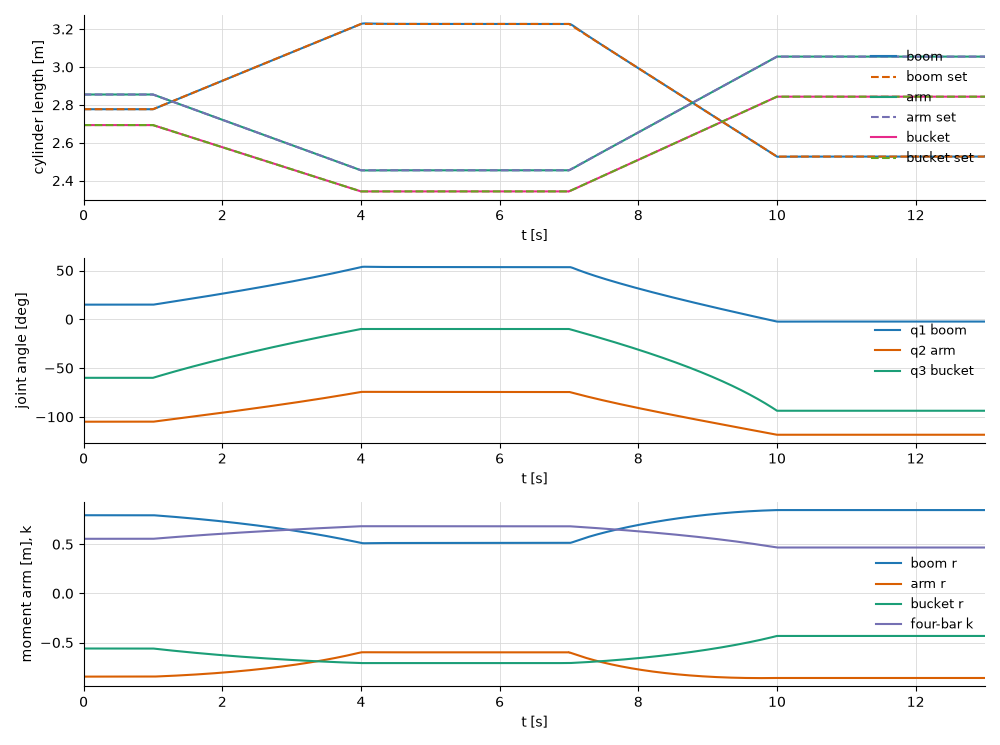 cylinder length [m]
3.2
3.0
2.8
2.6
2.4
boom
boom set
arm
arm set
bucket
bucket set
0 2 4 6 8 10 12
t [s]
joint angle [deg]
50
0
−50
−100
q1 boom
q2 arm
q3 bucket
0 2 4 6 8 10 12
t [s]
moment arm [m], k
0.5
0.0
−0.5
boom r
arm r
bucket r
four-bar k
0 2 4 6 8 10 12
t [s]